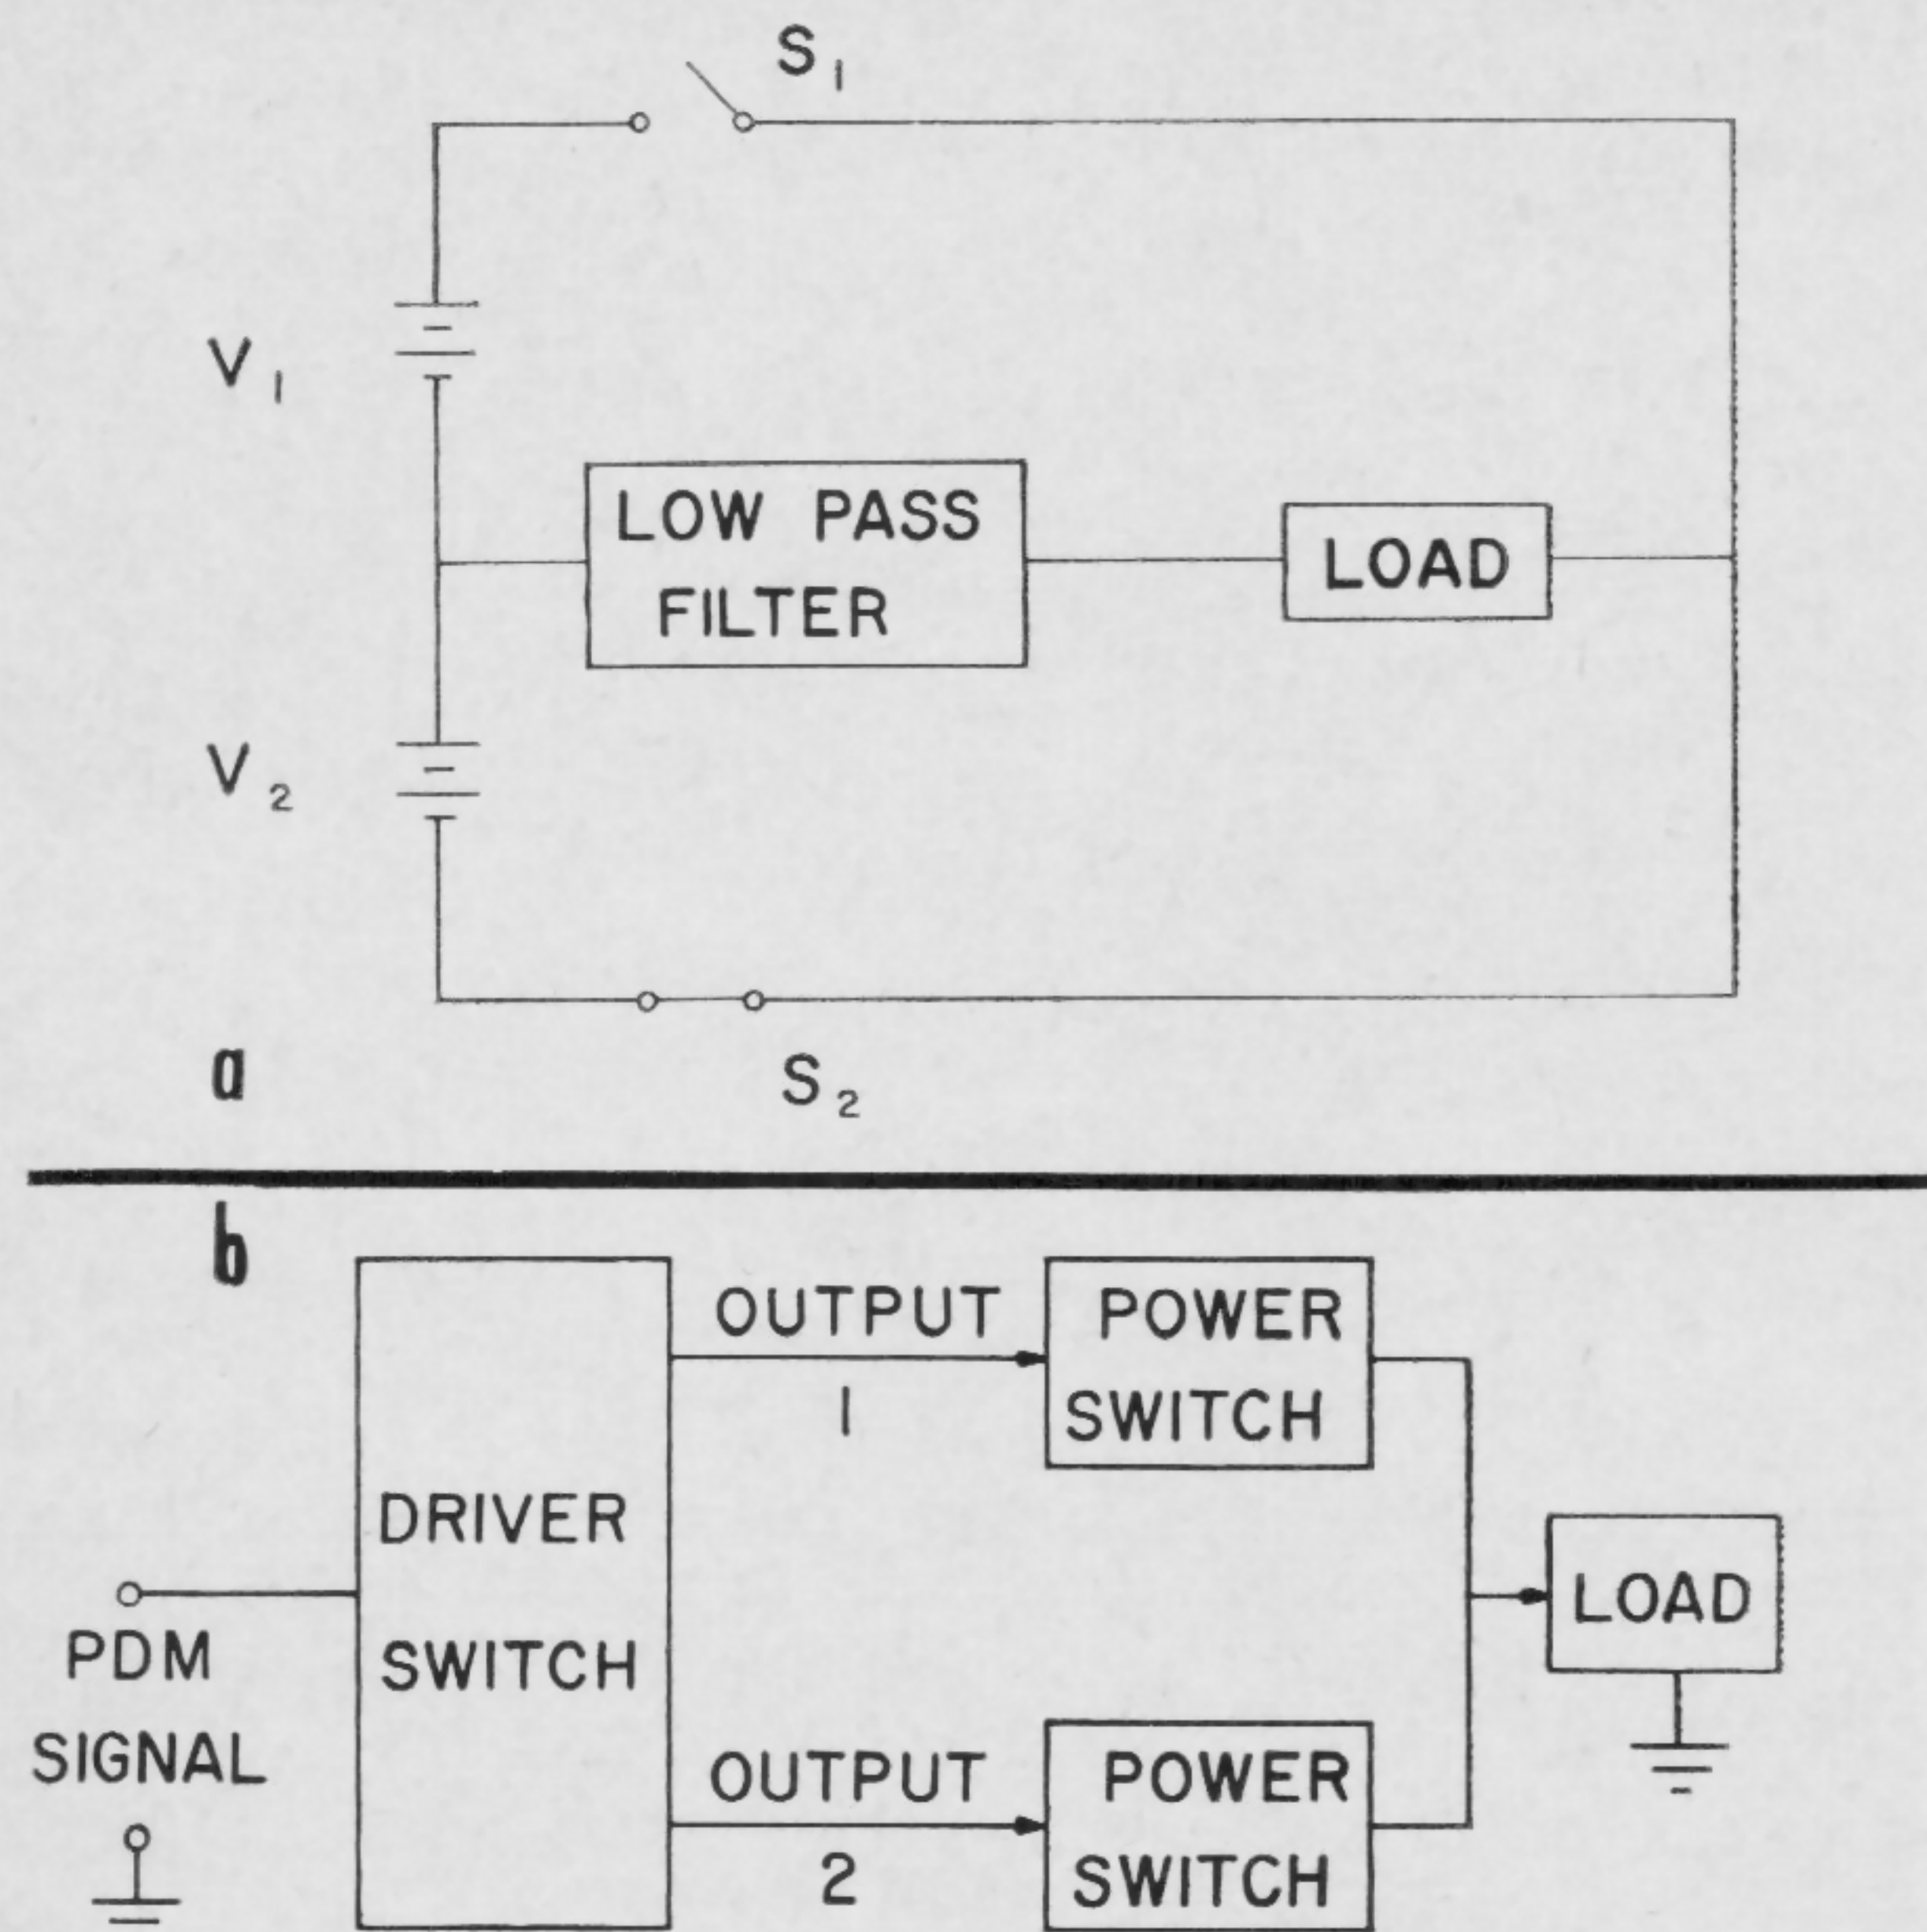 S₁
V₁
LOW PASS
FILTER
LOAD
V₂
S₂
a
b
DRIVER
SWITCH
OUTPUT
1
POWER
SWITCH
PDM
SIGNAL
LOAD
OUTPUT
2
POWER
SWITCH